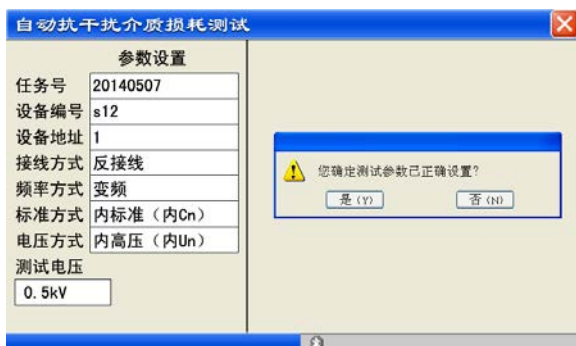 自动抗干扰介质损耗测试
参数设置
任务号 20140507
设备编号 s12
设备地址 1
接线方式 反接线
频率方式 变频
标准方式 内标准（内Cn）
电压方式 内高压（内Un）
测试电压
0.5kV
您确定测试参数已正确设置?
是(Y) 否(N)